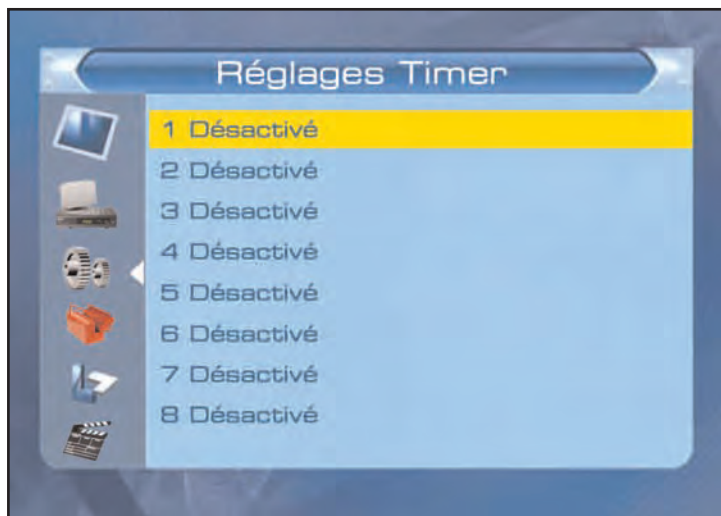 Réglages Timer
1 Désactivé
2 Désactivé
3 Désactivé
4 Désactivé
5 Désactivé
6 Désactivé
7 Désactivé
8 Désactivé